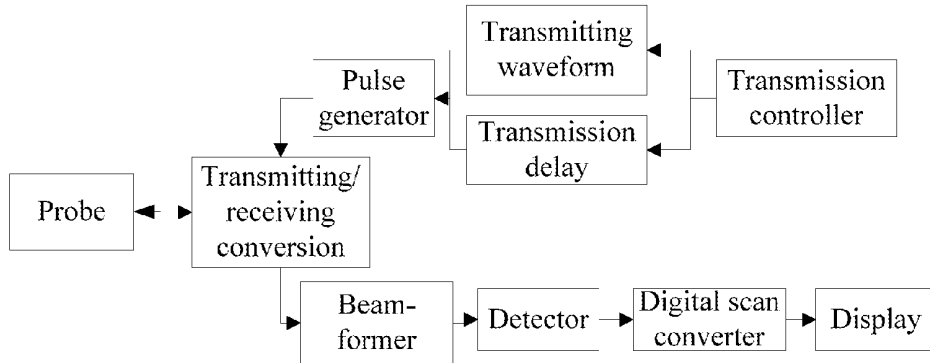 Transmitting
waveform
Pulse
generator
Transmission
controller
Transmission
delay
Transmitting/
receiving
conversion
Probe
Beam-
former
Detector
Digital scan
converter
Display